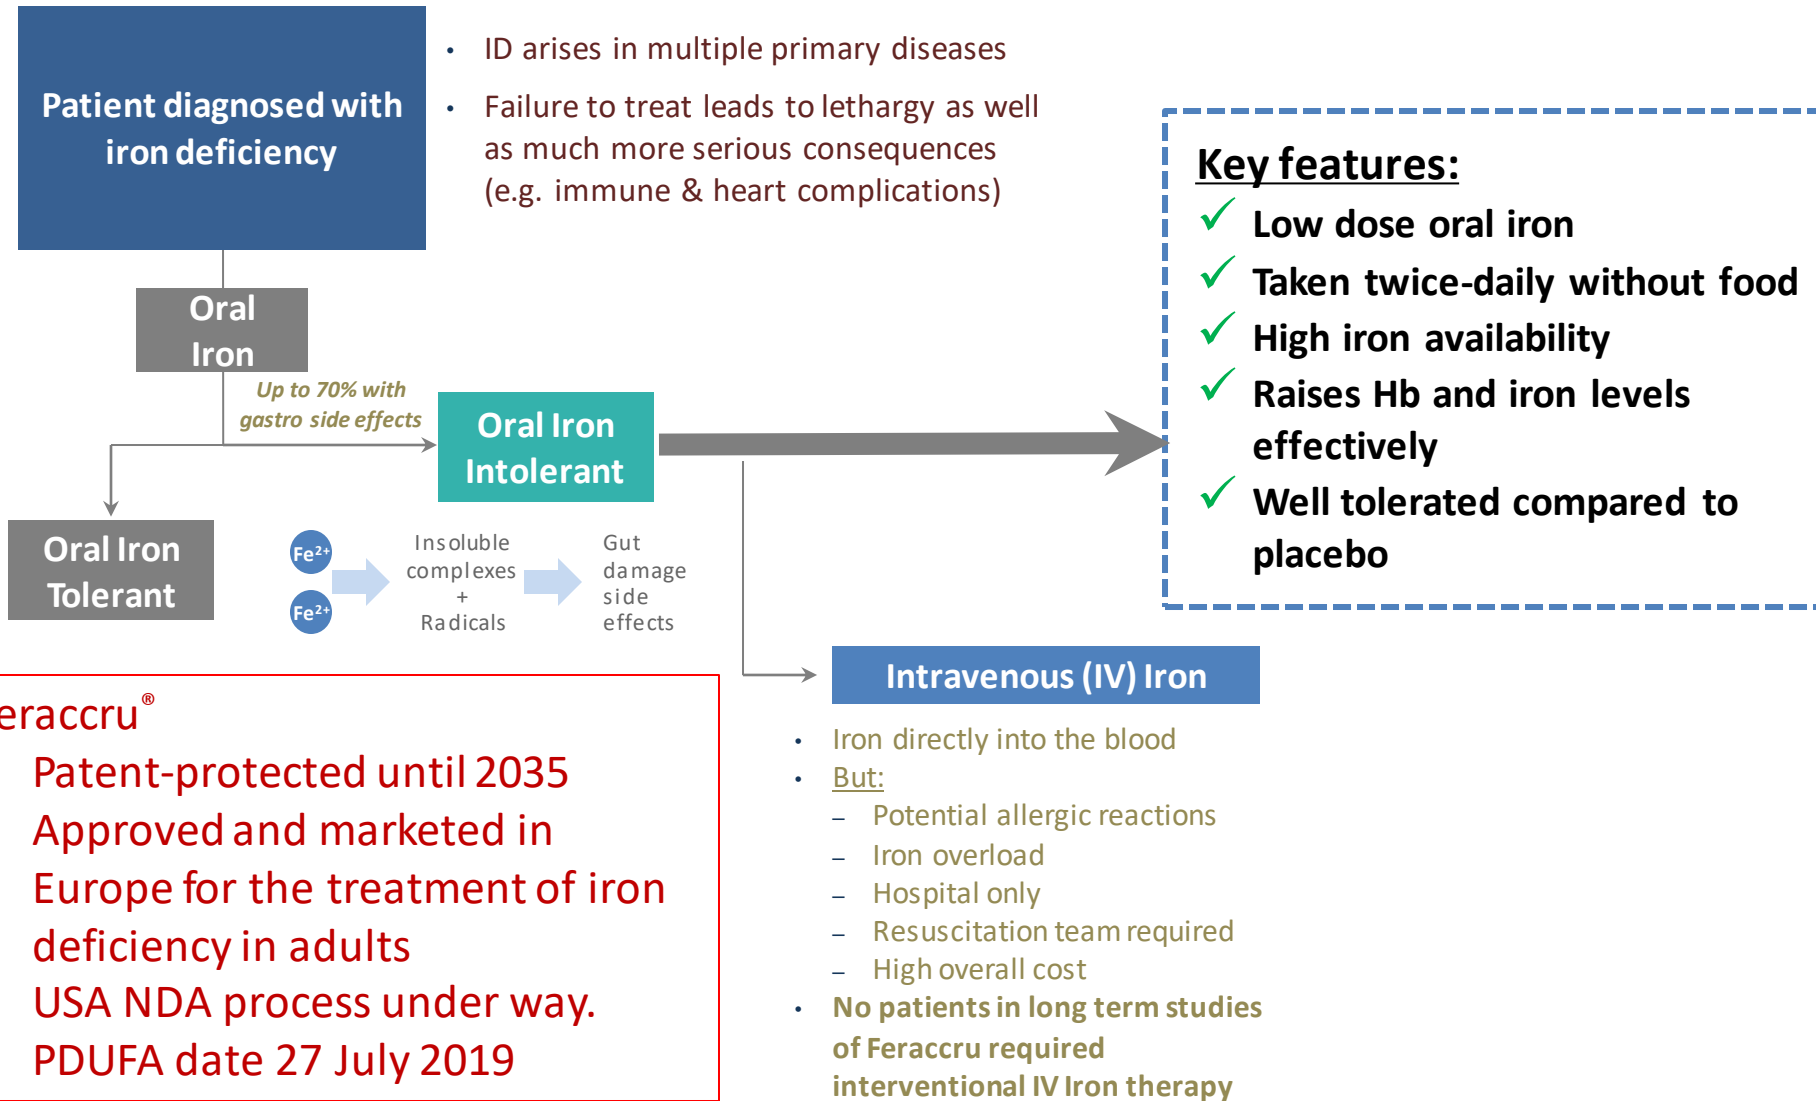 Patient diagnosed with
iron deficiency
• ID arises in multiple primary diseases
• Failure to treat leads to lethargy as well
as much more serious consequences
(e.g. immune & heart complications)
Key features:
✓ Low dose oral iron
✓ Taken twice-daily without food
✓ High iron availability
✓ Raises Hb and iron levels
effectively
✓ Well tolerated compared to
placebo
Oral
Iron
Up to 70% with
gastro side effects
Oral Iron
Intolerant
Oral Iron
Tolerant
Fe²⁺
Fe²⁺
Insoluble
complexes
+
Radicals
Gut
damage
side
effects
Intravenous (IV) Iron
• Iron directly into the blood
• But:
– Potential allergic reactions
– Iron overload
– Hospital only
– Resuscitation team required
– High overall cost
• No patients in long term studies
of Feraccru required
interventional IV Iron therapy
eraccru®
Patent-protected until 2035
Approved and marketed in
Europe for the treatment of iron
deficiency in adults
USA NDA process under way.
PDUFA date 27 July 2019